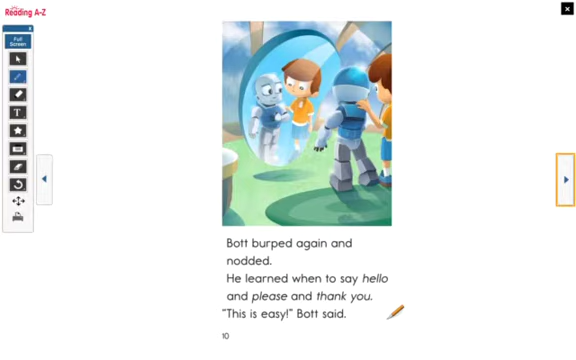 Reading A-Z
Full
Screen
T
Bott burped again and
nodded.
He learned when to say hello
and please and thank you.
"This is easy!" Bott said.
10